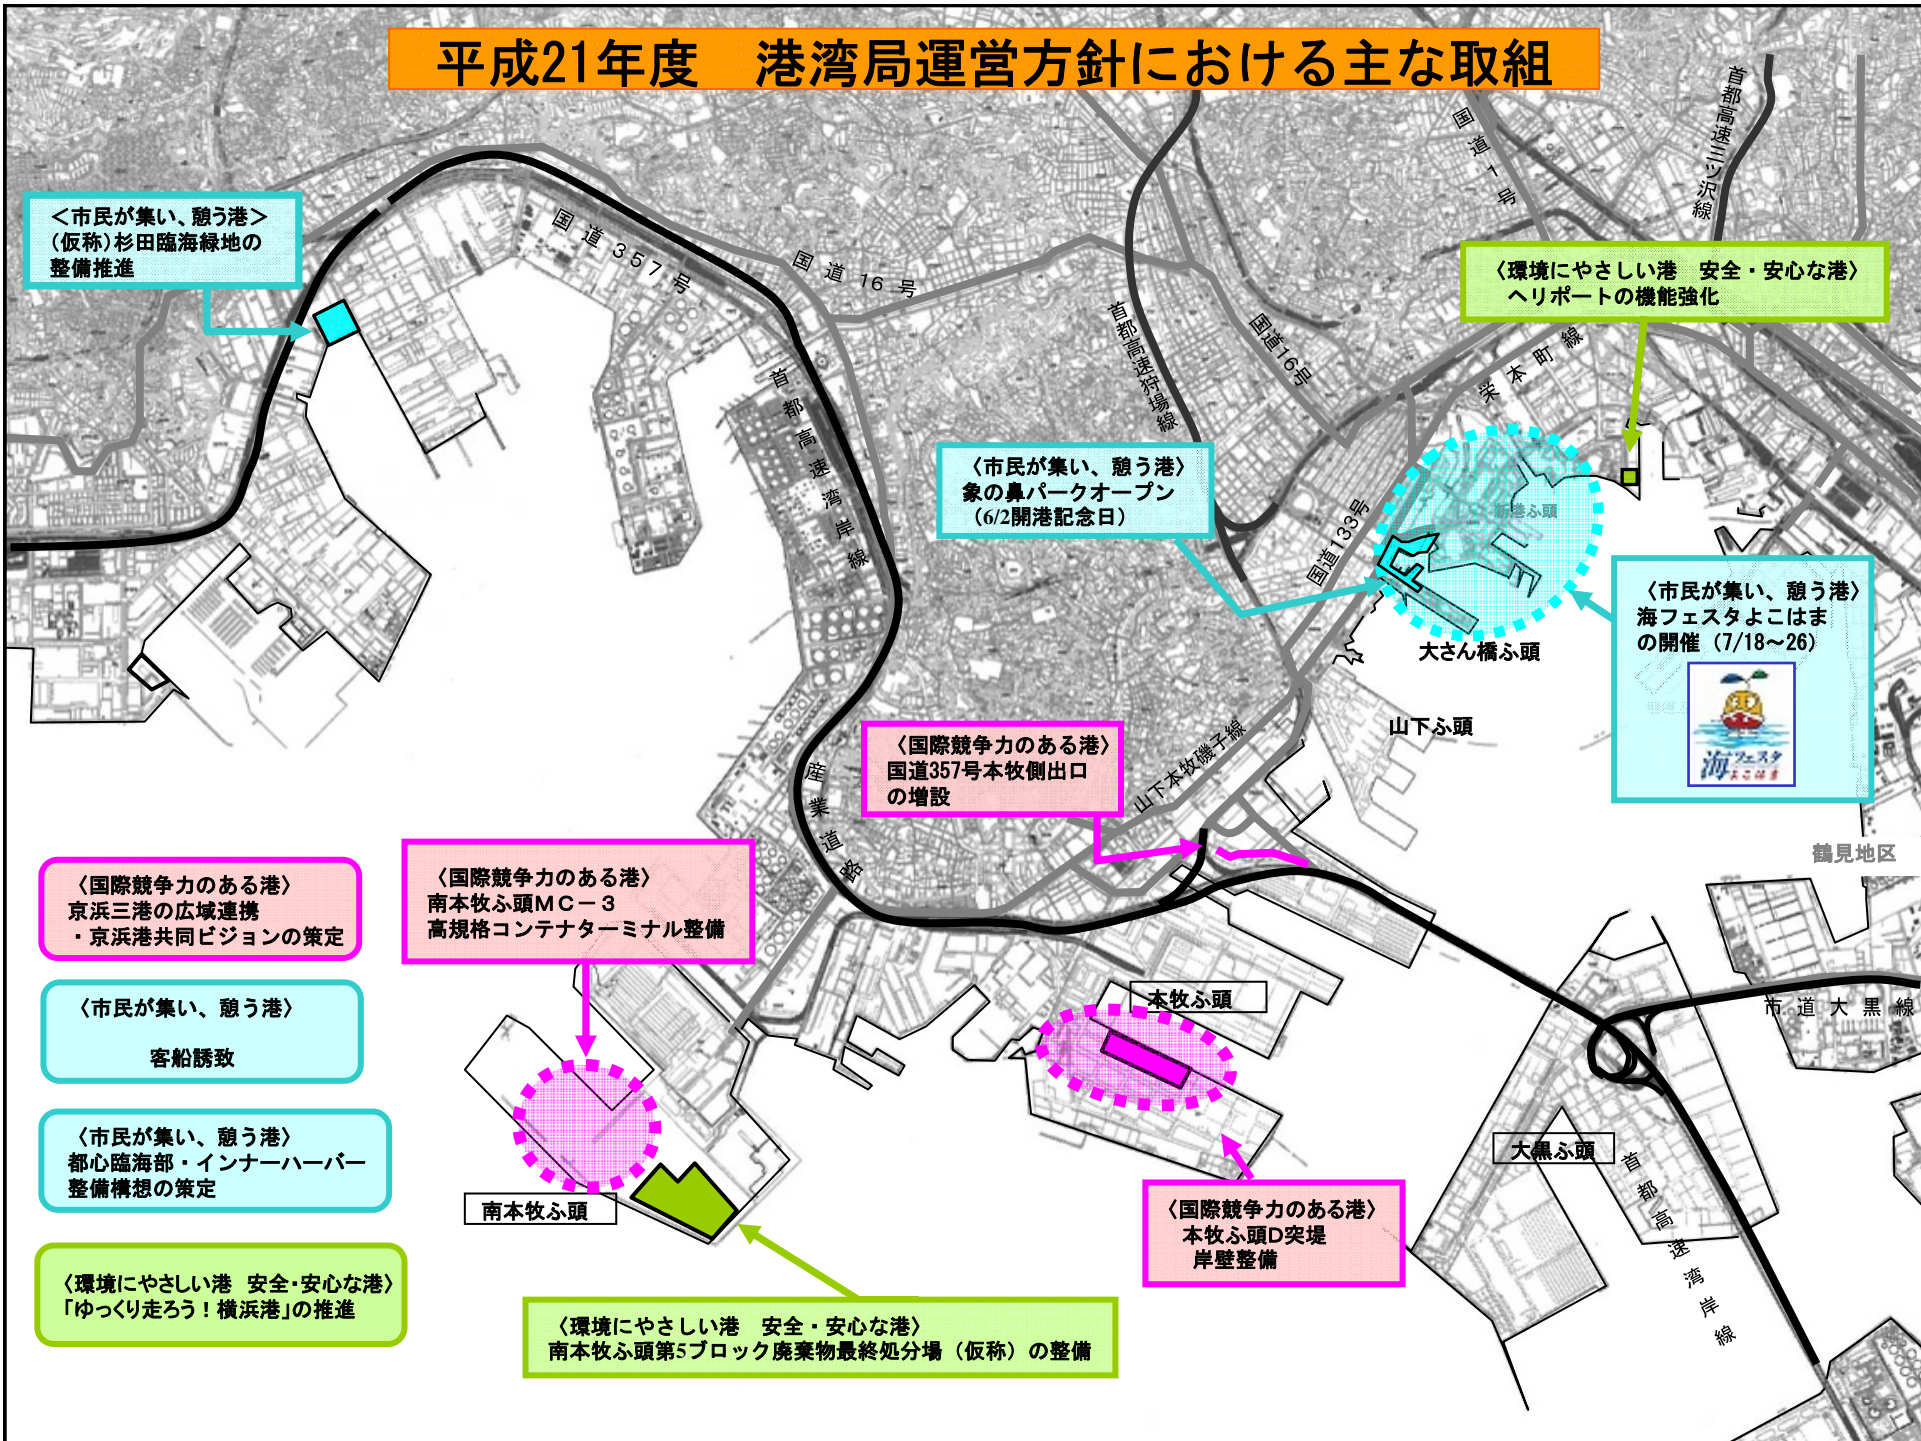 平成21年度　港湾局運営方針における主な取組
＜市民が集い、憩う港＞
（仮称）杉田臨海緑地の
整備推進
国道３５７号
国道16号
首都高速湾岸線
首都高速狩場線
国道16号
国道1号
首都高速三ツ沢線
〈環境にやさしい港　安全・安心な港〉
ヘリポートの機能強化
栄本町線
〈市民が集い、憩う港〉
象の鼻パークオープン
（6/2開港記念日）
国道133号
新港ふ頭
大さん橋ふ頭
〈市民が集い、憩う港〉
海フェスタよこはま
の開催（7/18～26）
海フェスタ
よこはま
山下ふ頭
鶴見地区
〈国際競争力のある港〉
国道357号本牧側出口
の増設
山下本牧磯子線
産業道路
〈国際競争力のある港〉
京浜三港の広域連携
・京浜港共同ビジョンの策定
〈国際競争力のある港〉
南本牧ふ頭ＭＣ－３
高規格コンテナターミナル整備
〈市民が集い、憩う港〉
客船誘致
本牧ふ頭
市道大黒線
〈市民が集い、憩う港〉
都心臨海部・インナーハーバー
整備構想の策定
南本牧ふ頭
大黒ふ頭
首都高速湾岸線
〈国際競争力のある港〉
本牧ふ頭D突堤
岸壁整備
〈環境にやさしい港　安全・安心な港〉
「ゆっくり走ろう！横浜港」の推進
〈環境にやさしい港　安全・安心な港〉
南本牧ふ頭第5ブロック廃棄物最終処分場（仮称）の整備